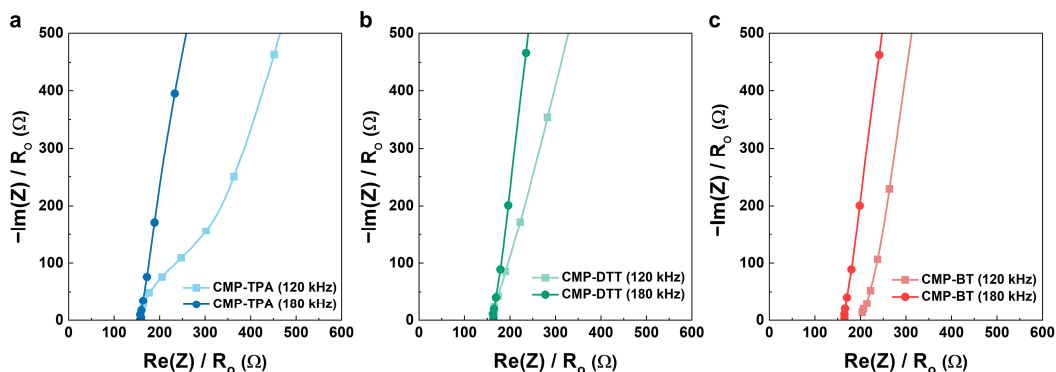 a
−Im(Z) / R₀ (Ω)
500
400
300
200
100
0
CMP-TPA (120 kHz)
CMP-TPA (180 kHz)
0 100 200 300 400 500 600
Re(Z) / R₀ (Ω)
b
−Im(Z) / R₀ (Ω)
500
400
300
200
100
0
CMP-DTT (120 kHz)
CMP-DTT (180 kHz)
0 100 200 300 400 500 600
Re(Z) / R₀ (Ω)
c
−Im(Z) / R₀ (Ω)
500
400
300
200
100
0
CMP-BT (120 kHz)
CMP-BT (180 kHz)
0 100 200 300 400 500 600
Re(Z) / R₀ (Ω)